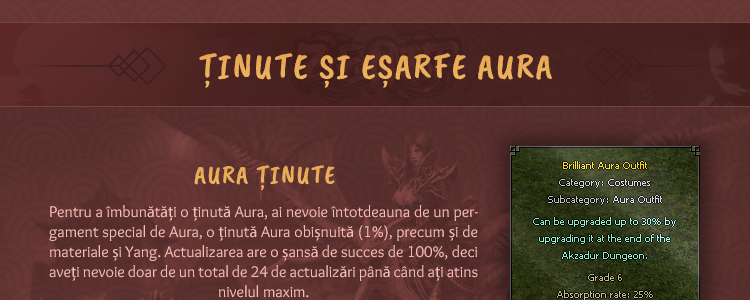 ȚINUTE ȘI EȘARFE AURA
AURA ȚINUTE
Pentru a îmbunătăți o ținută Aura, ai nevoie întotdeauna de un per-
gament special de Aura, o ținută Aura obișnuită (1%), precum și de
materiale și Yang. Actualizarea are o șansă de succes de 100%, deci
aveți nevoie doar de un total de 24 de actualizări până când ați atins
nivelul maxim.
Brilliant Aura Outfit
Category: Costumes
Subcategory: Aura Outfit
Can be upgraded up to 30% by
upgrading it at the end of the
Akzadur Dungeon.
Grade 6
Absorption rate: 25%